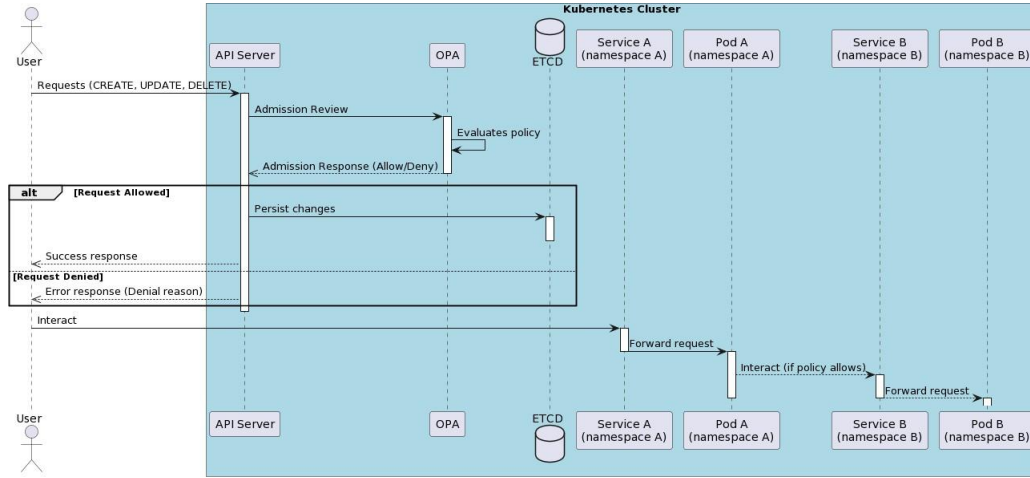 Kubernetes Cluster
User
API Server
OPA
ETCD
Service A
(namespace A)
Pod A
(namespace A)
Service B
(namespace B)
Pod B
(namespace B)
Requests (CREATE, UPDATE, DELETE)
Admission Review
Evaluates policy
Admission Response (Allow/Deny)
alt
[Request Allowed]
Persist changes
Success response
[Request Denied]
Error response (Denial reason)
Interact
Forward request
Interact (if policy allows)
Forward request
User
API Server
OPA
ETCD
Service A
(namespace A)
Pod A
(namespace A)
Service B
(namespace B)
Pod B
(namespace B)